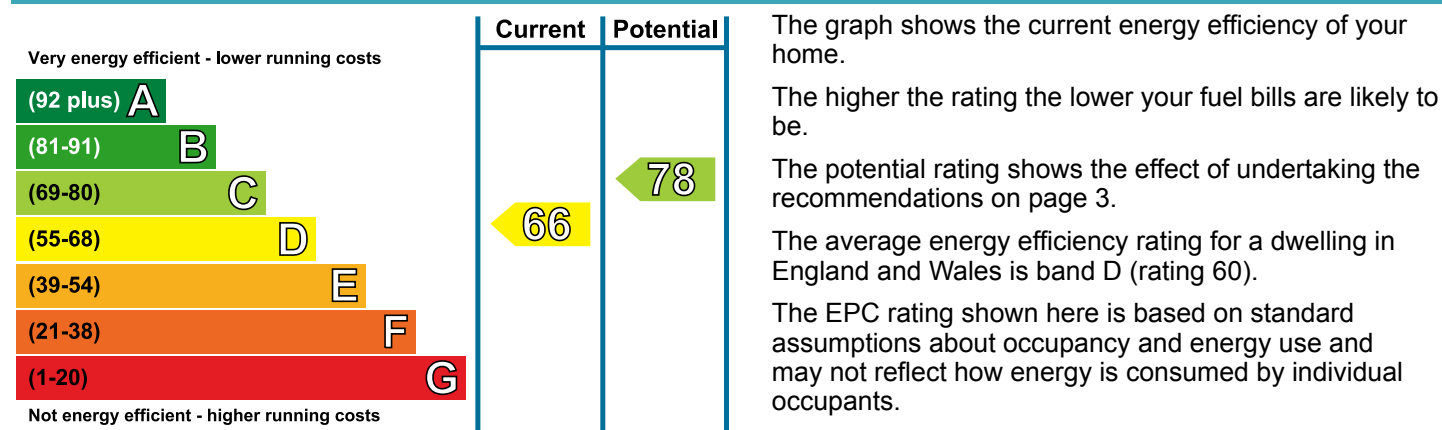 Current Potential
Very energy efficient - lower running costs
(92 plus) A
(81-91) B
(69-80) C
(55-68) D
(39-54) E
(21-38) F
(1-20) G
Not energy efficient - higher running costs
66
78
The graph shows the current energy efficiency of your
home.
The higher the rating the lower your fuel bills are likely to
be.
The potential rating shows the effect of undertaking the
recommendations on page 3.
The average energy efficiency rating for a dwelling in
England and Wales is band D (rating 60).
The EPC rating shown here is based on standard
assumptions about occupancy and energy use and
may not reflect how energy is consumed by individual
occupants.